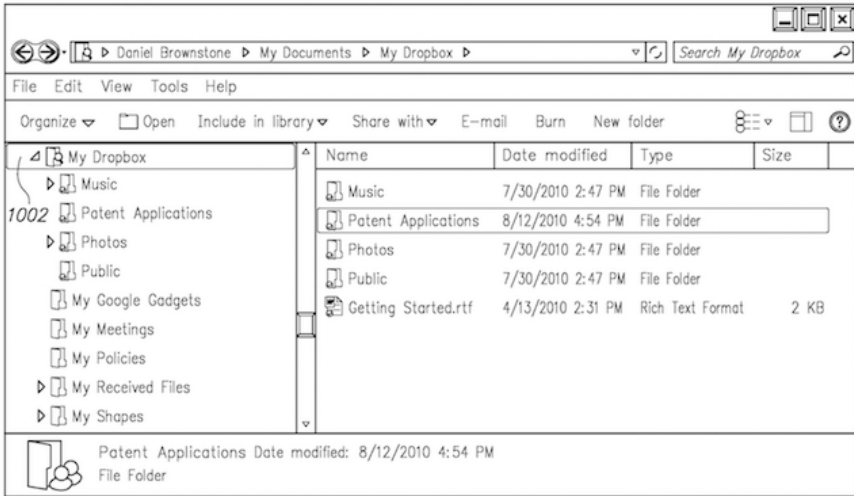 Daniel Brownstone My Documents My Dropbox Search My Dropbox
File Edit View Tools Help
Organize Open Include in library Share with E-mail Burn New folder ?
My Dropbox
Music
1002 Patent Applications
Photos
Public
My Google Gadgets
My Meetings
My Policies
My Received Files
My Shapes
Name Date modified Type Size
Music 7/30/2010 2:47 PM File Folder
Patent Applications 8/12/2010 4:54 PM File Folder
Photos 7/30/2010 2:47 PM File Folder
Public 7/30/2010 2:47 PM File Folder
Getting Started.rtf 4/13/2010 2:31 PM Rich Text Format 2 KB
Patent Applications Date modified: 8/12/2010 4:54 PM
File Folder